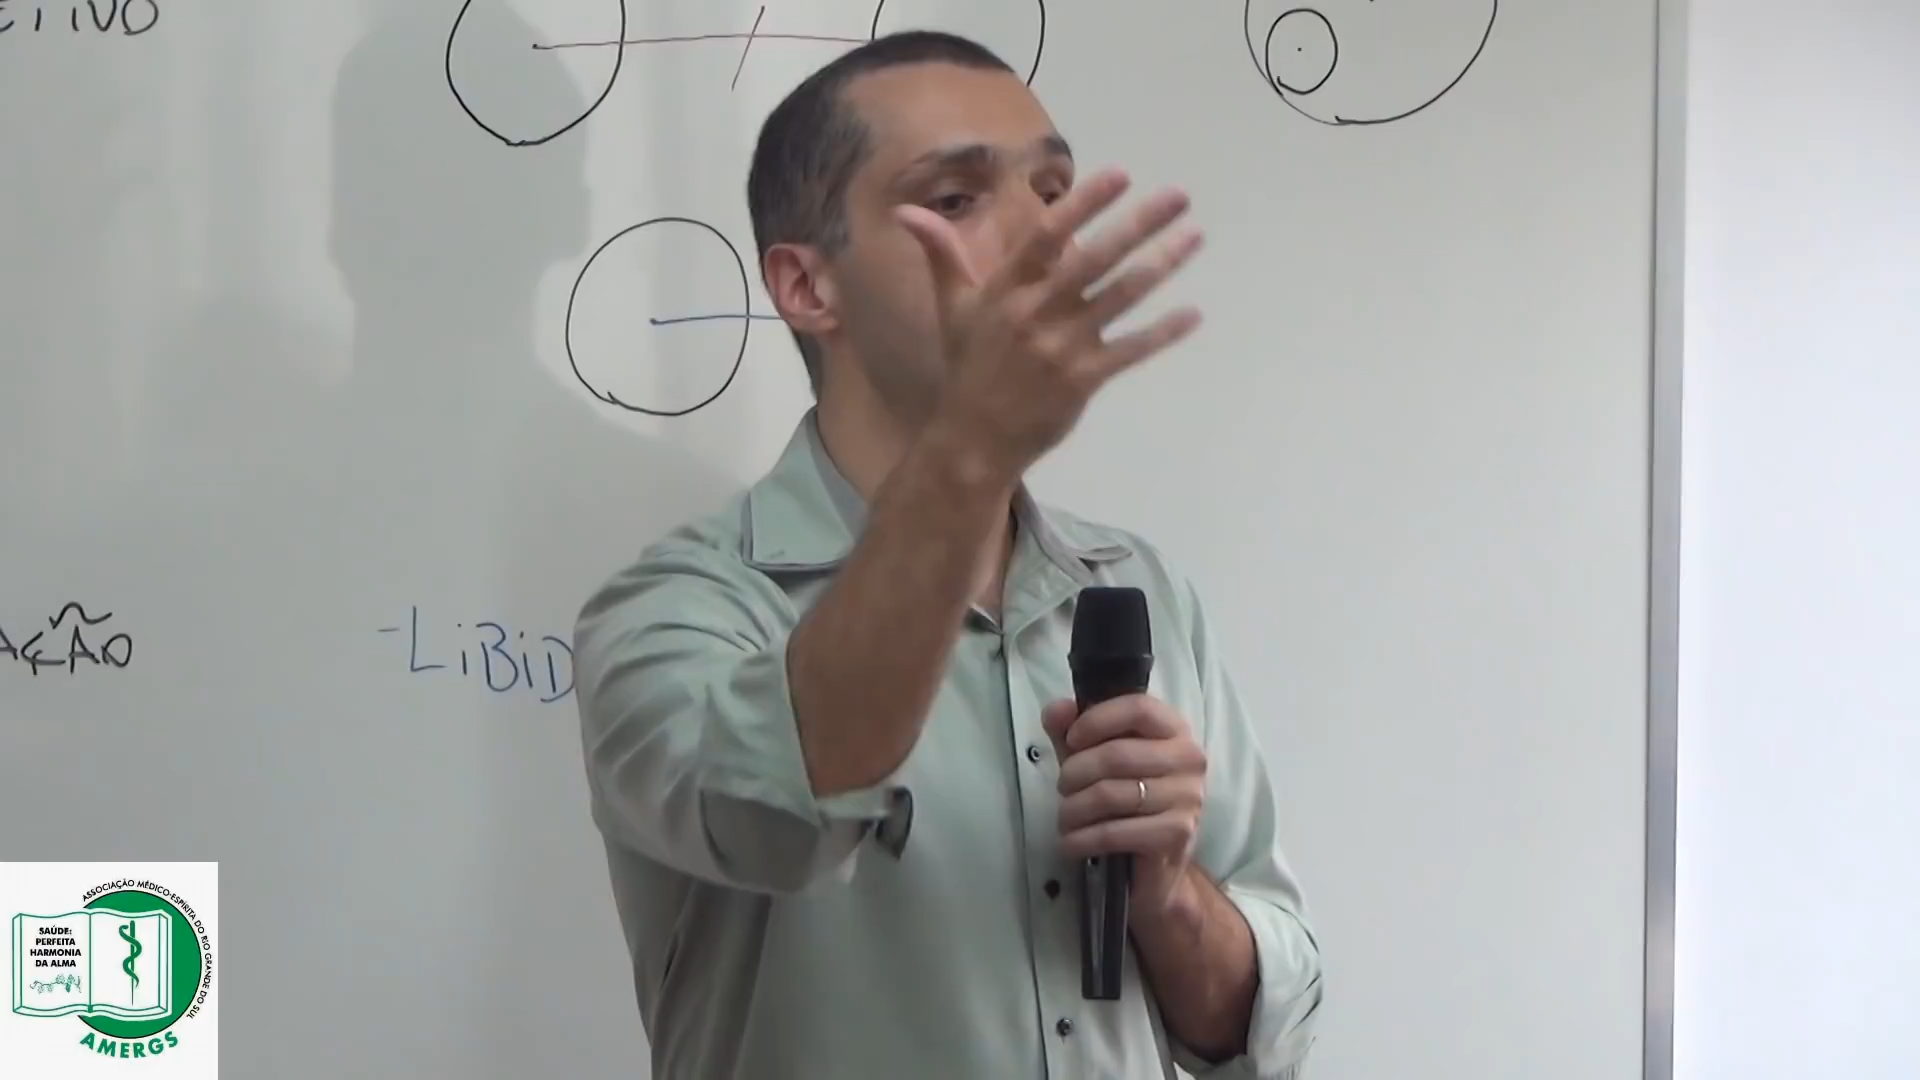 ETIVO
AÇÃO
-LiBiD
ASSOCIAÇÃO MÉDICO-ESPÍRITA DO RIO GRANDE DO SUL
SAÚDE:
PERFEITA
HARMONIA
DA ALMA
AMERGS